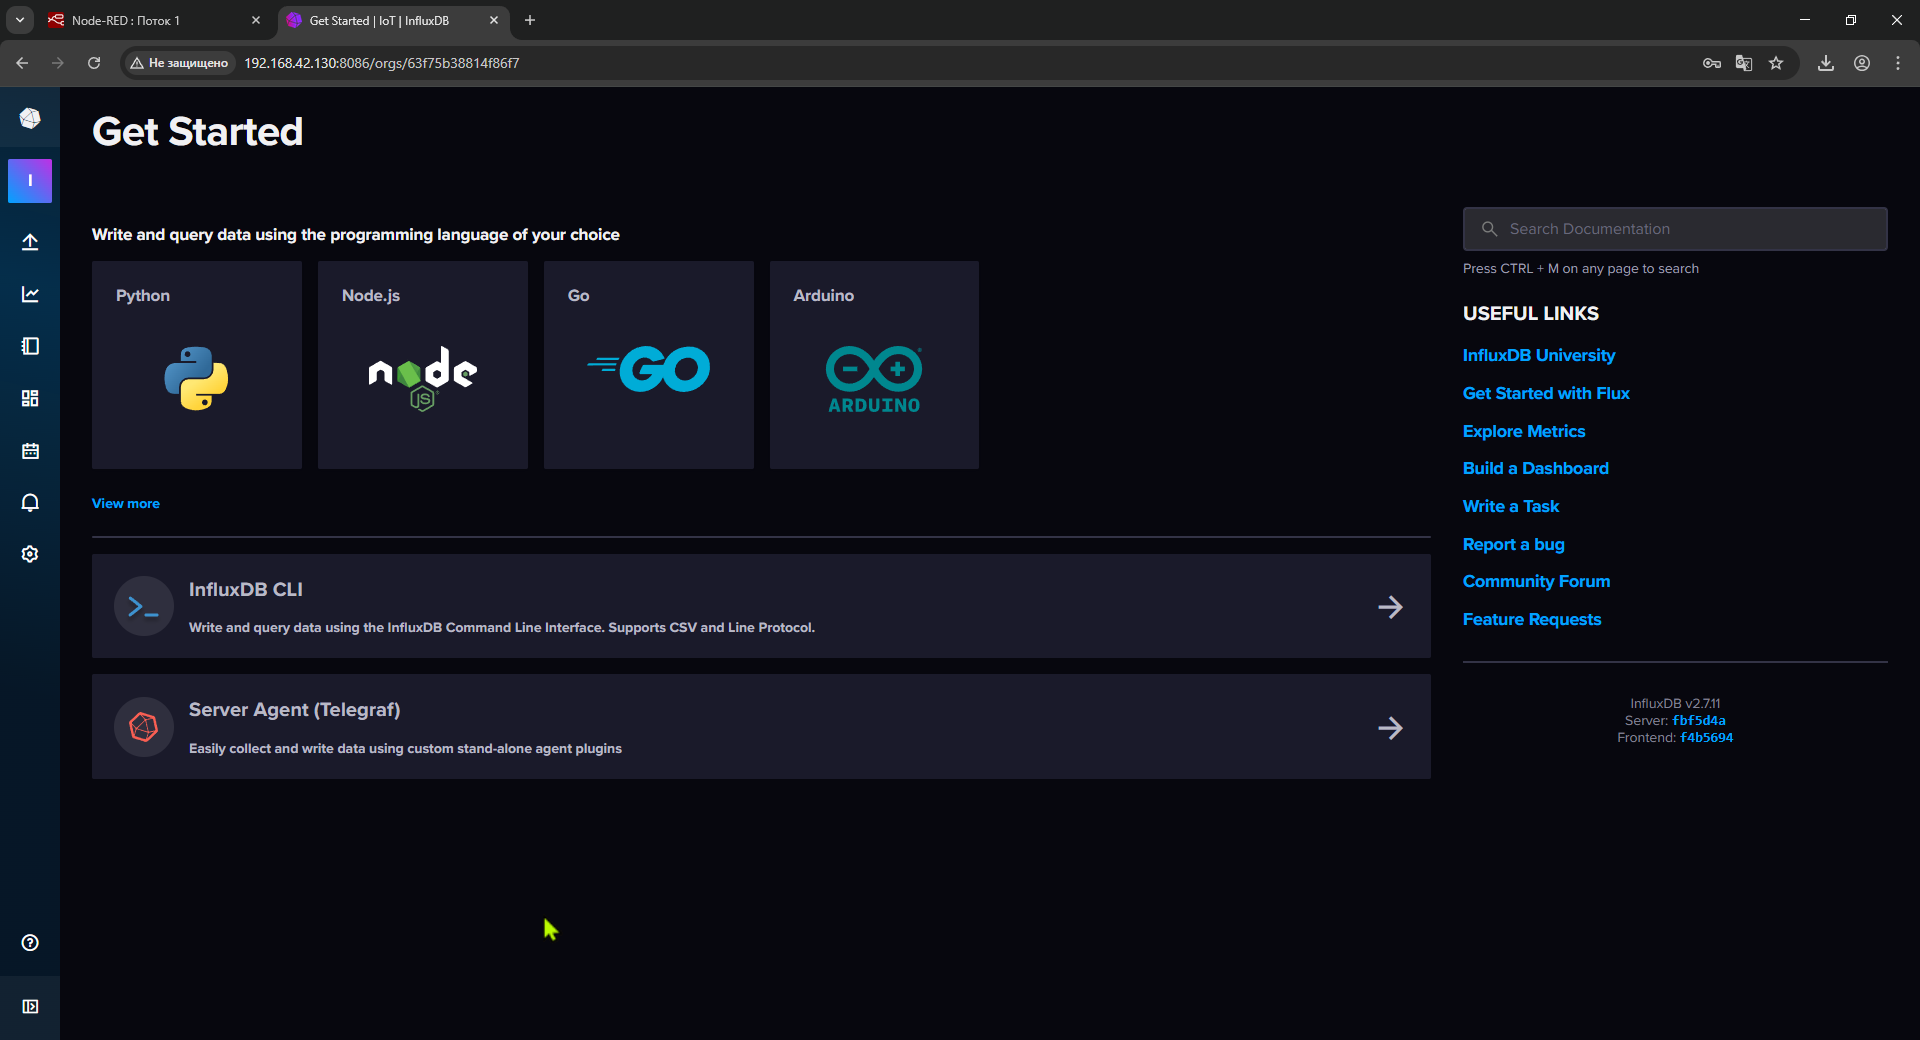 Node-RED : Поток 1
Get Started | IoT | InfluxDB
Не защищено
192.168.42.130:8086/orgs/63f75b38814f86f7
I
Get Started
Write and query data using the programming language of your choice
Python
Node.js
node
JS
Go
GO
Arduino
ARDUINO
View more
InfluxDB CLI
Write and query data using the InfluxDB Command Line Interface. Supports CSV and Line Protocol.
Server Agent (Telegraf)
Easily collect and write data using custom stand-alone agent plugins
Search Documentation
Press CTRL + M on any page to search
USEFUL LINKS
InfluxDB University
Get Started with Flux
Explore Metrics
Build a Dashboard
Write a Task
Report a bug
Community Forum
Feature Requests
InfluxDB v2.7.11
Server: fbf5d4a
Frontend: f4b5694